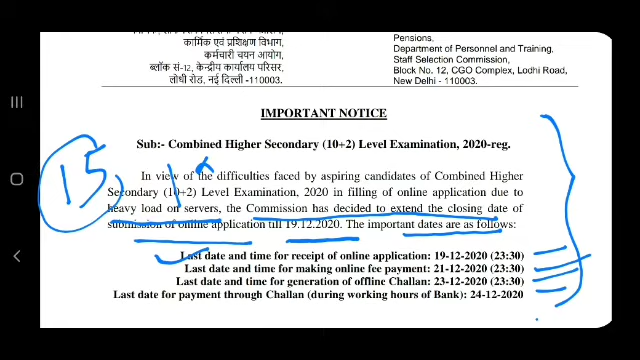 कार्मिक एवं प्रशिक्षण विभाग,
कर्मचारी चयन आयोग,
ब्लॉक सं-12, केन्द्रीय कार्यालय परिसर,
लोधी रोड, नई दिल्ली -110003.
Pensions.
Department of Personnel and Training,
Staff Selection Commission,
Block No. 12, CGO Complex, Lodhi Road,
New Delhi - 110003.
IMPORTANT NOTICE
Sub:- Combined Higher Secondary (10+2) Level Examination, 2020-reg.
In view of the difficulties faced by aspiring candidates of Combined Higher
Secondary (10+2) Level Examination, 2020 in filling of online application due to
heavy load on servers, the Commission has decided to extend the closing date of
submission of online application till 19.12.2020. The important dates are as follows:
Last date and time for receipt of online application: 19-12-2020 (23:30)
Last date and time for making online fee payment: 21-12-2020 (23:30)
Last date and time for generation of offline Challan: 23-12-2020 (23:30)
Last date for payment through Challan (during working hours of Bank): 24-12-2020
15